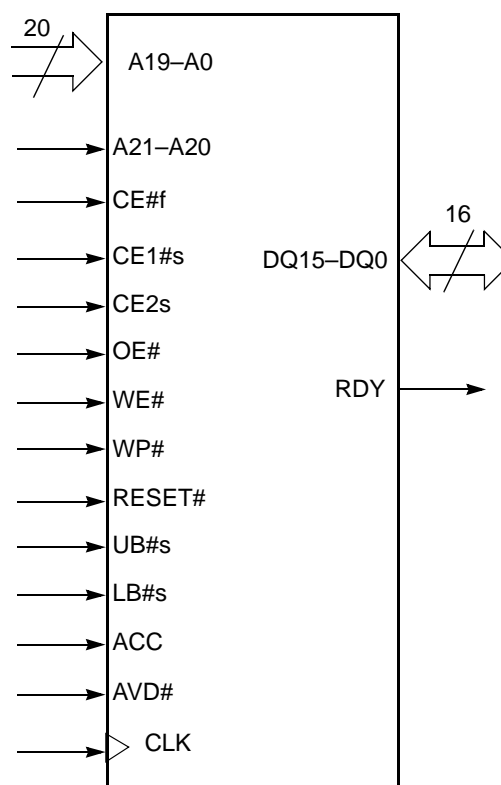 20
A19–A0
A21–A20
CE#f
16
CE1#s
DQ15–DQ0
CE2s
OE#
RDY
WE#
WP#
RESET#
UB#s
LB#s
ACC
AVD#
CLK